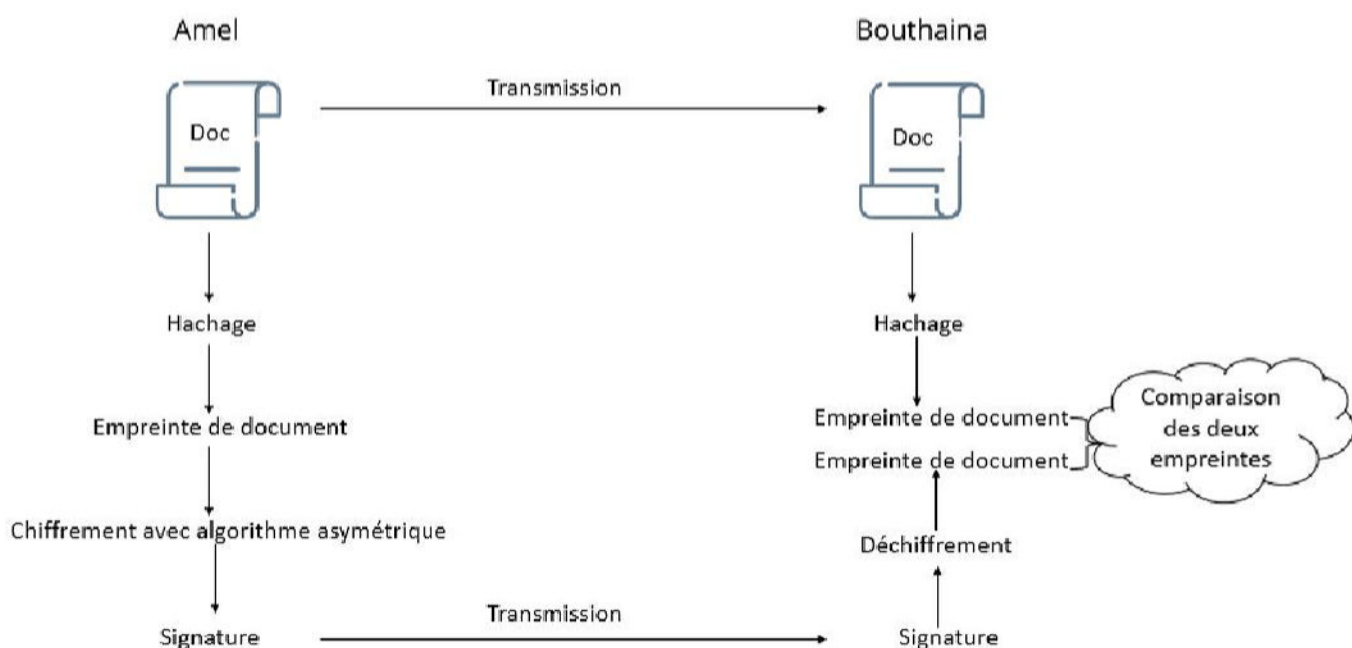 Amel
Bouthaina
Transmission
Doc
Doc
Hachage
Hachage
Empreinte de document
Empreinte de document
Empreinte de document
Comparaison
des deux
empreintes
Chiffrement avec algorithme asymétrique
Déchiffrement
Transmission
Signature
Signature